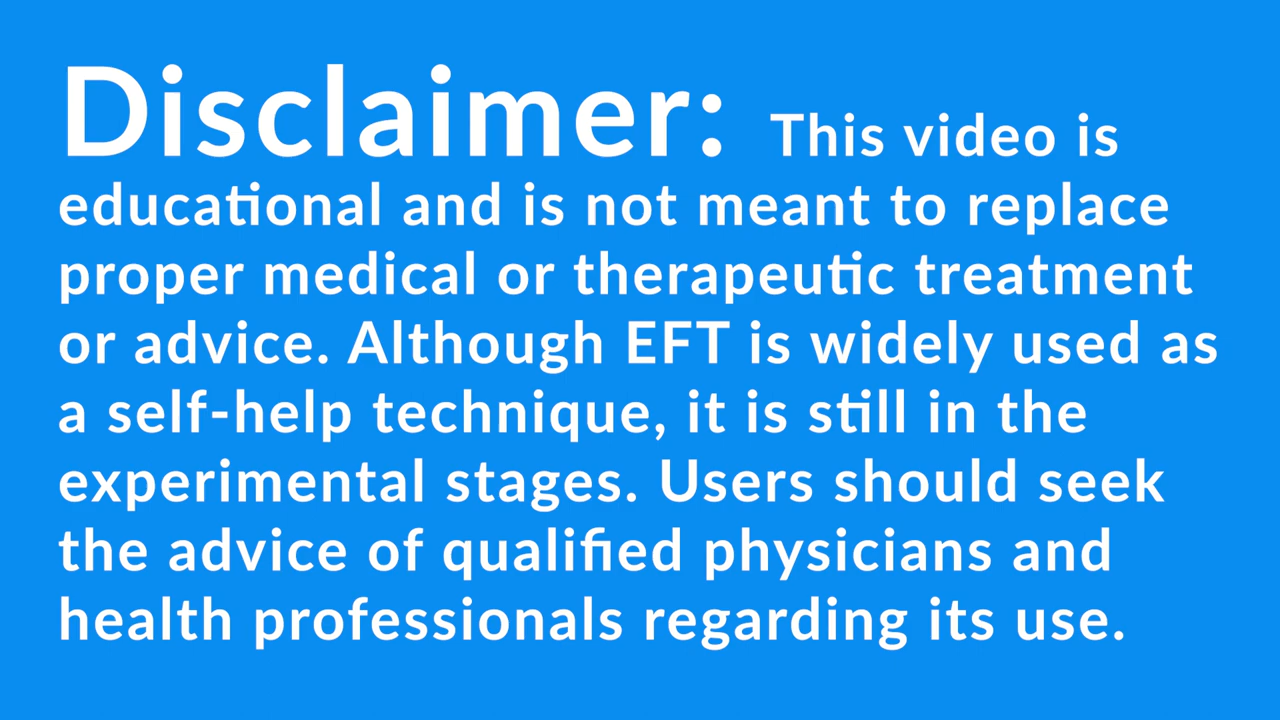 Disclaimer: This video is
educational and is not meant to replace
proper medical or therapeutic treatment
or advice. Although EFT is widely used as
a self-help technique, it is still in the
experimental stages. Users should seek
the advice of qualified physicians and
health professionals regarding its use.